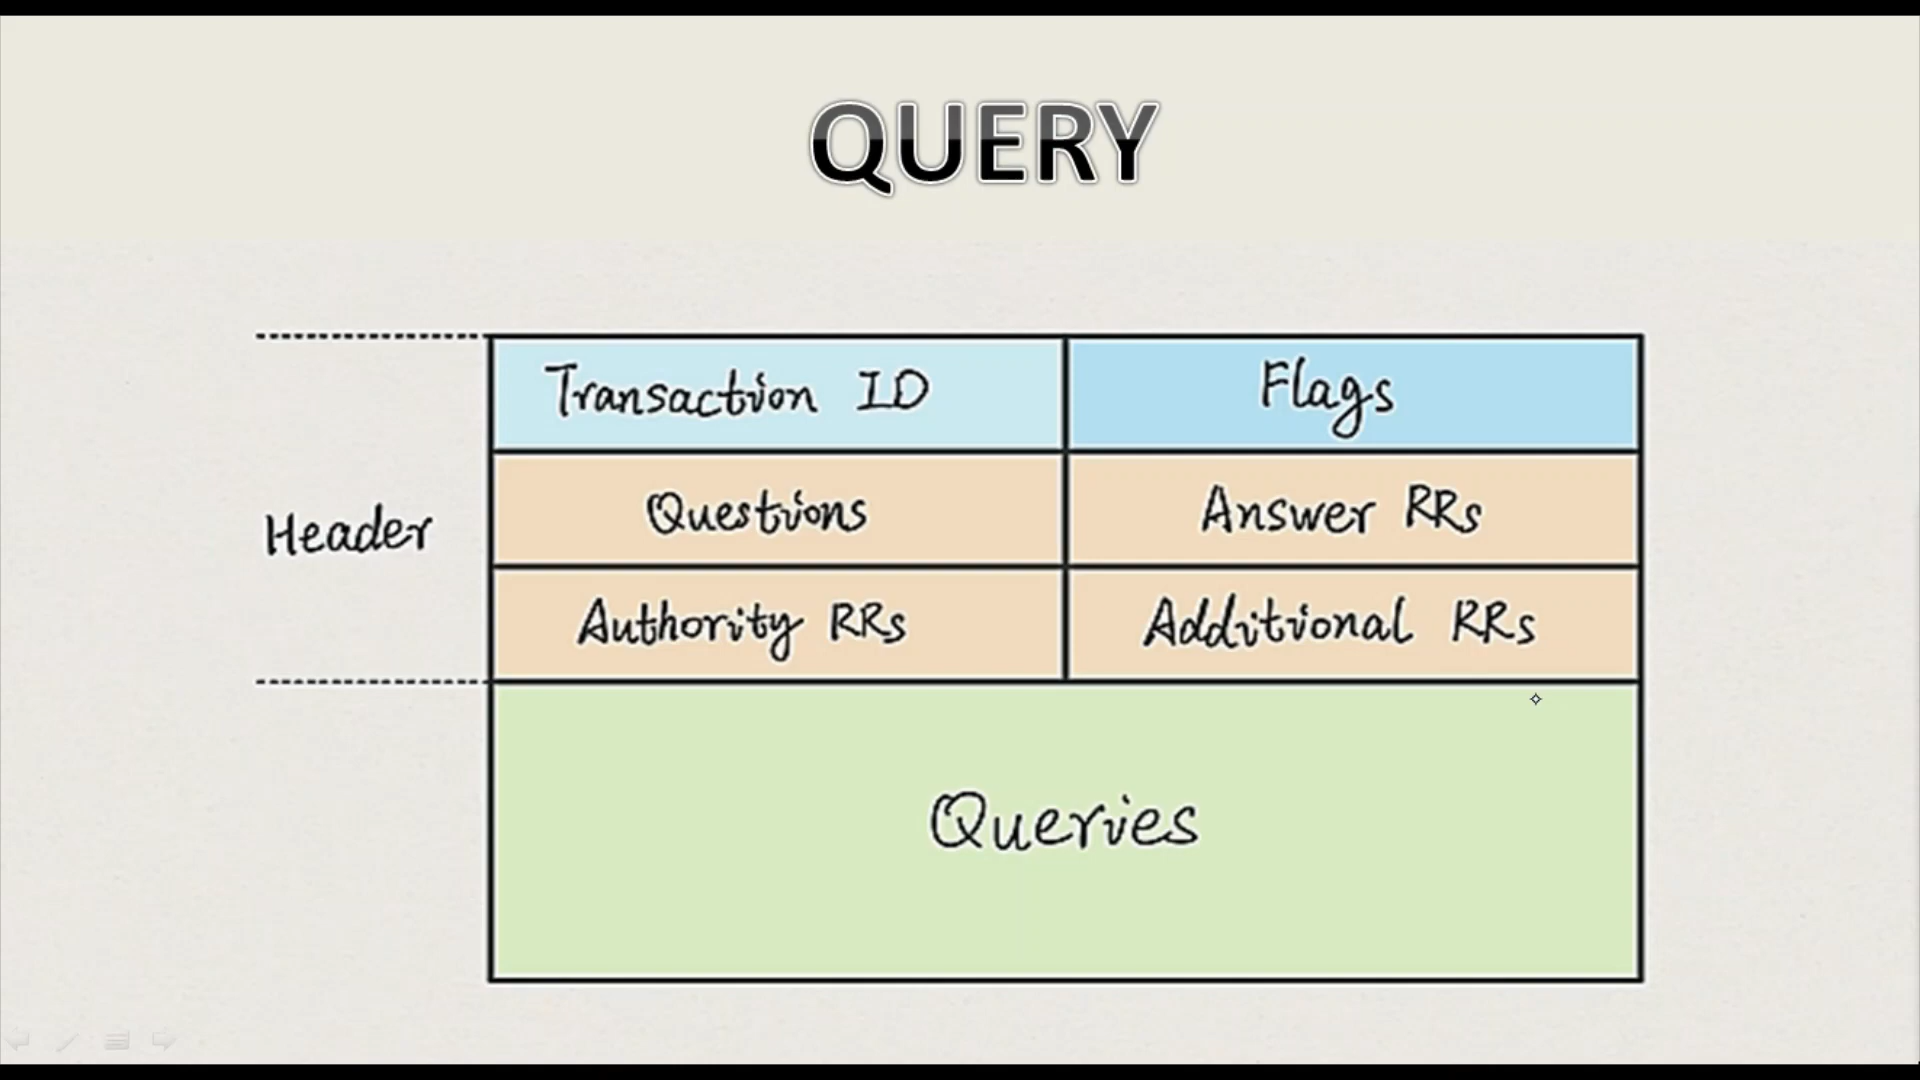 QUERY
Transaction ID Flags
Header Questions Answer RRs
Authority RRs Additional RRs
Queries